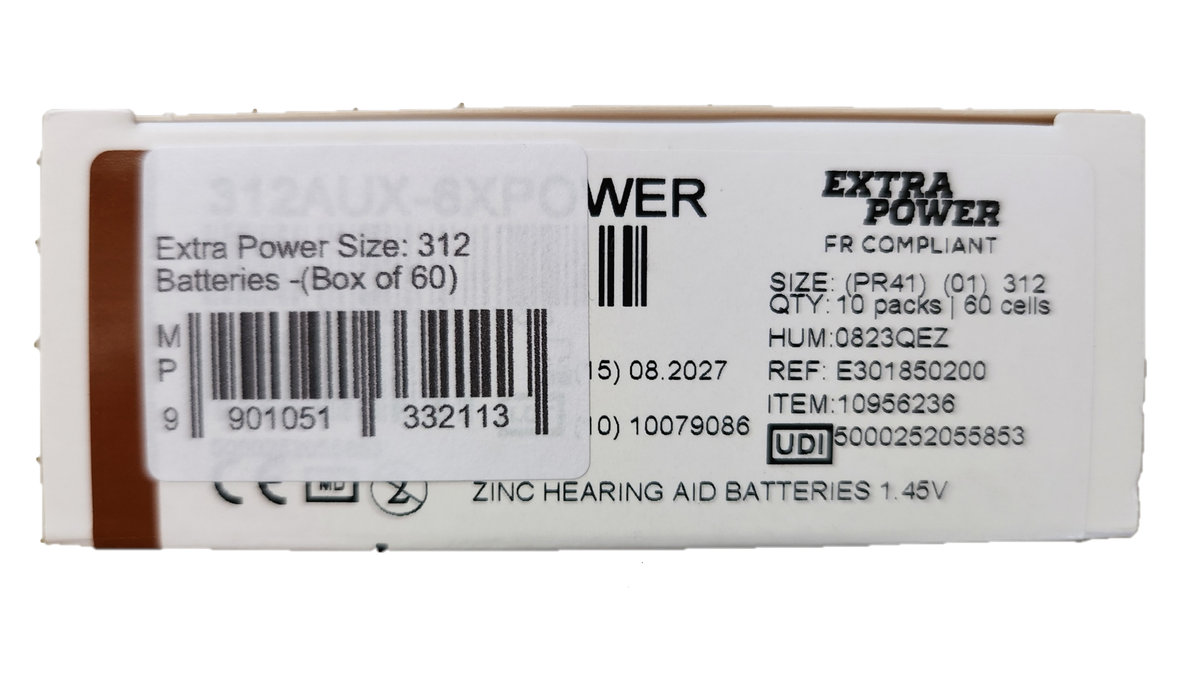 312AUX-6XPOWER
Extra Power Size: 312
Batteries -(Box of 60)
M
P
9 901051 332113
15) 08.2027
10) 10079086
CE MD
ZINC HEARING AID BATTERIES 1.45V
EXTRA
POWER
FR COMPLIANT
SIZE: (PR41) (01) 312
QTY: 10 packs | 60 cells
HUM:0823QEZ
REF: E301850200
ITEM:10956236
UDI 5000252055853